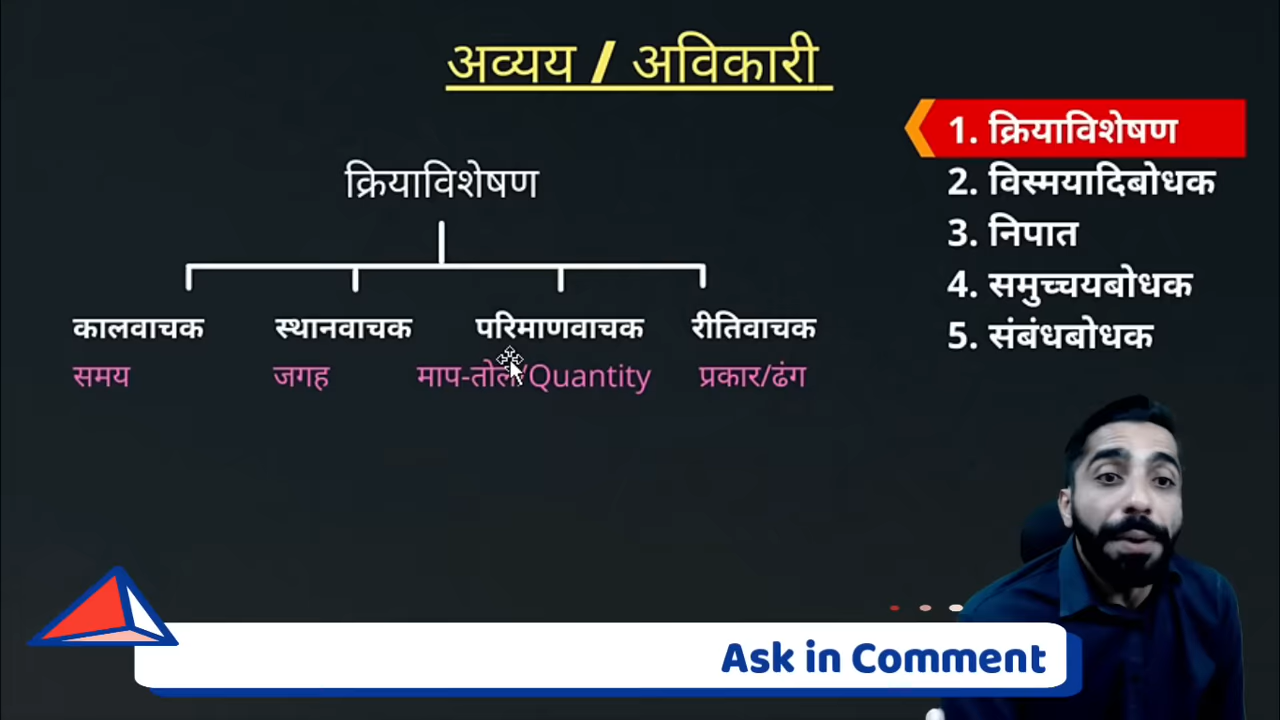 अव्यय / अविकारी
क्रियाविशेषण
कालवाचक स्थानवाचक परिमाणवाचक रीतिवाचक
समय जगह माप-तोल/Quantity प्रकार/ढंग
1. क्रियाविशेषण
2. विस्मयादिबोधक
3. निपात
4. समुच्चयबोधक
5. संबंधबोधक
Ask in Comment